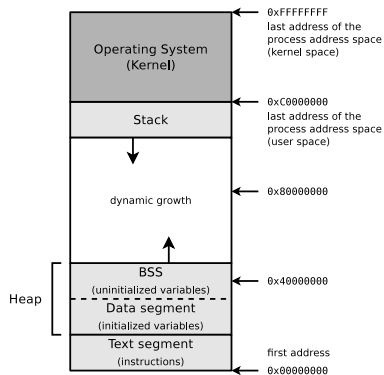 0xFFFFFFFF
last address of the
process address space
(kernel space)
Operating System
(Kernel)
0xC0000000
last address of the
process address space
(user space)
Stack
dynamic growth
0x80000000
BSS
(uninitialized variables)
0x40000000
Heap
Data segment
(initialized variables)
Text segment
(instructions)
first address
0x00000000